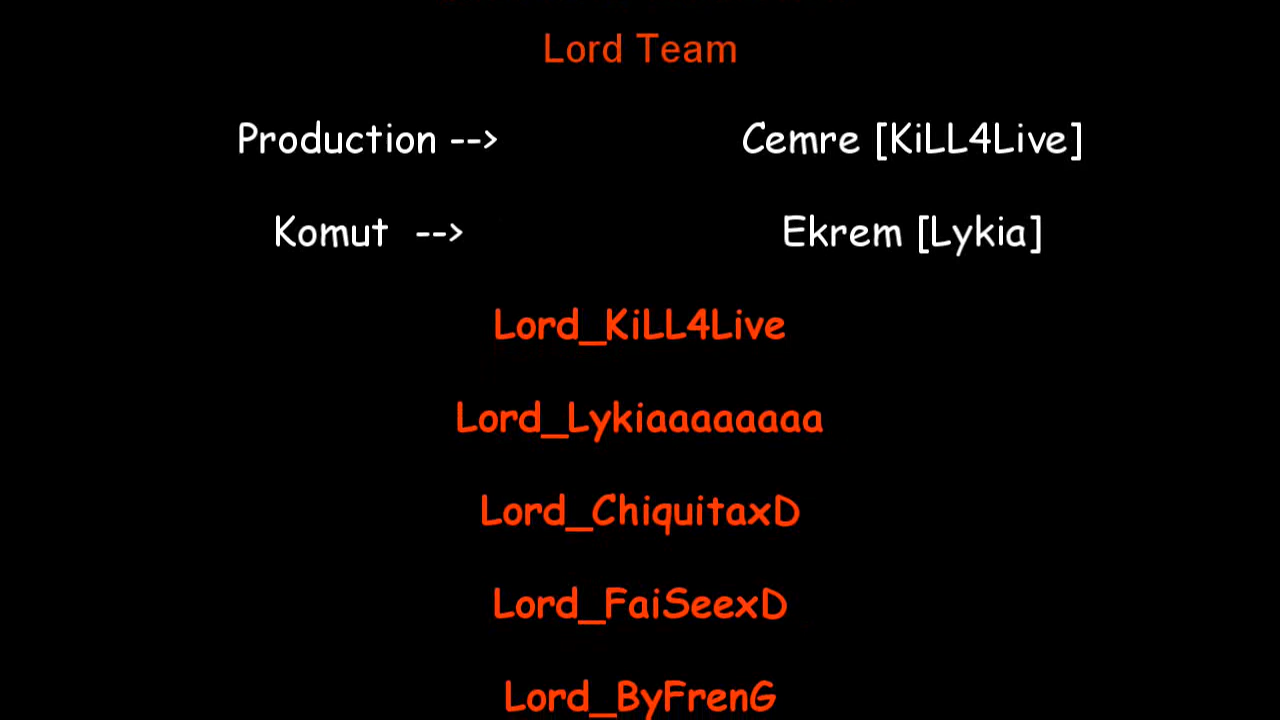 Lord Team
Production --> Cemre [KiLL4Live]
Komut --> Ekrem [Lykia]
Lord_KiLL4Live
Lord_Lykiaaaaaaaa
Lord_ChiquitaxD
Lord_FaiSeexD
Lord_ByFrenG